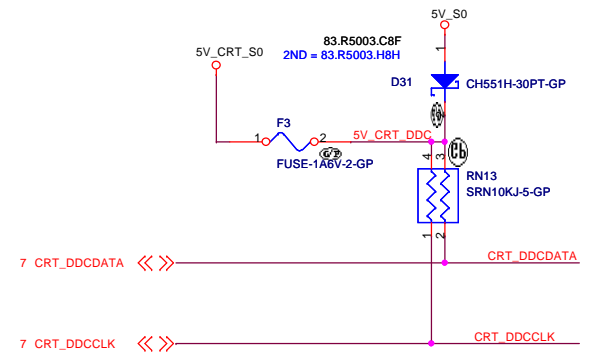 5V_S0
83.R5003.C8F
5V_CRT_S0
2ND = 83.R5003.H8H
1
D31
CH551H-30PT-GP
F3
1
2
5V_CRT_DDC
FUSE-1A6V-2-GP
4
3
RN13
SRN10KJ-5-GP
1
2
7 CRT_DDCDATA
CRT_DDCDATA
7 CRT_DDCCLK
CRT_DDCCLK